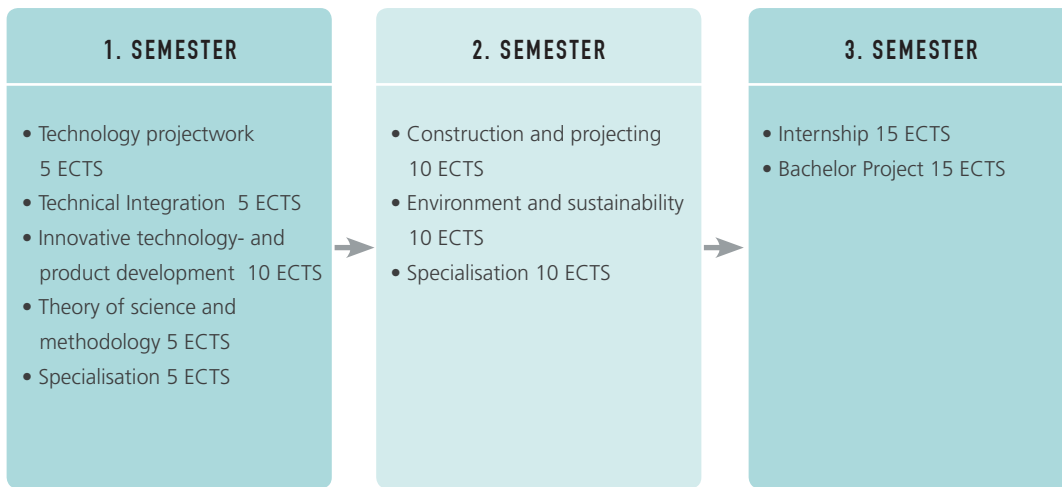 1. SEMESTER
• Technology projectwork
5 ECTS
• Technical Integration 5 ECTS
• Innovative technology- and
product development 10 ECTS
• Theory of science and
methodology 5 ECTS
• Specialisation 5 ECTS
2. SEMESTER
• Construction and projecting
10 ECTS
• Environment and sustainability
10 ECTS
• Specialisation 10 ECTS
3. SEMESTER
• Internship 15 ECTS
• Bachelor Project 15 ECTS